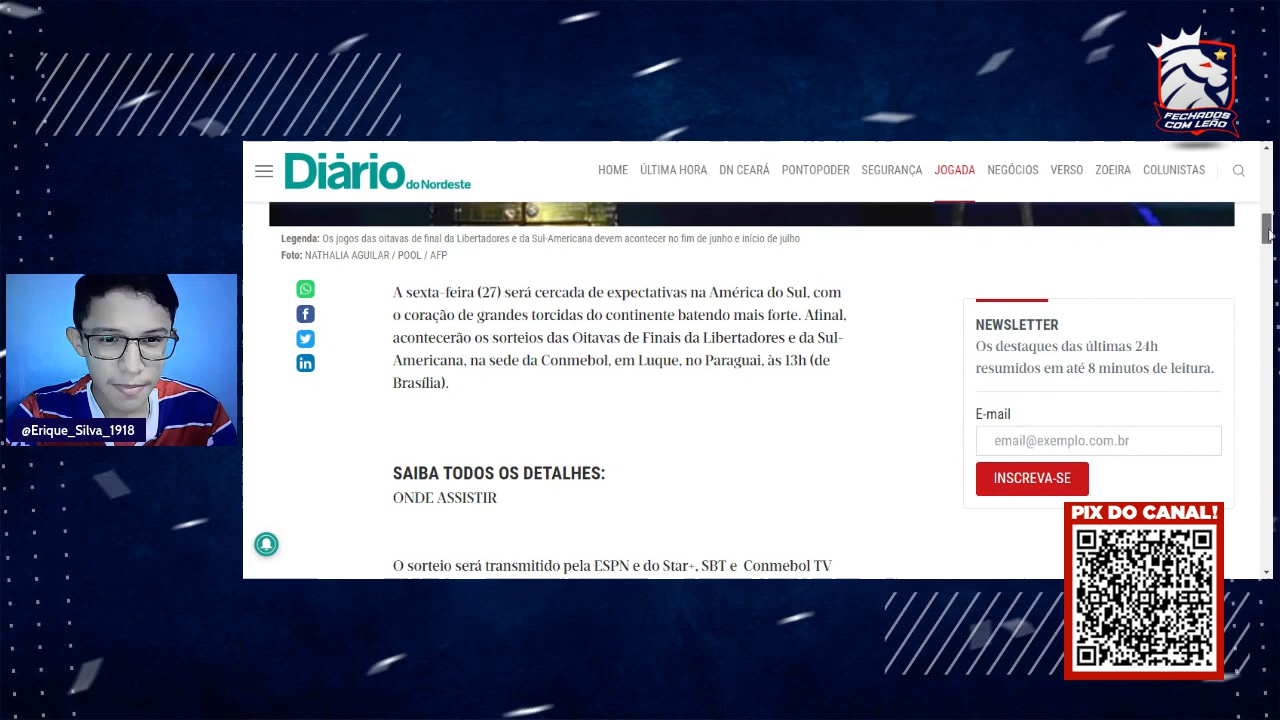 FECHADOS
COM LEÃO
Diário
do Nordeste
HOME ÚLTIMA HORA DN CEARÁ PONTOPODER SEGURANÇA JOGADA NEGÓCIOS VERSO ZOEIRA COLUNISTAS
Legenda: Os jogos das oitavas de final da Libertadores e da Sul-Americana devem acontecer no fim de junho e início de julho
Foto: NATHALIA AGUILAR / POOL / AFP
A sexta-feira (27) será cercada de expectativas na América do Sul, com
o coração de grandes torcidas do continente batendo mais forte. Afinal,
acontecerão os sorteios das Oitavas de Finais da Libertadores e da Sul-
Americana, na sede da Conmebol, em Luque, no Paraguai, às 13h (de
Brasília).
SAIBA TODOS OS DETALHES:
ONDE ASSISTIR
O sorteio será transmitido pela ESPN e do Star+, SBT e Conmebol TV
NEWSLETTER
Os destaques das últimas 24h
resumidos em até 8 minutos de leitura.
E-mail
email@exemplo.com.br
INSCREVA-SE
@Erique_Silva_1918
PIX DO CANAL!